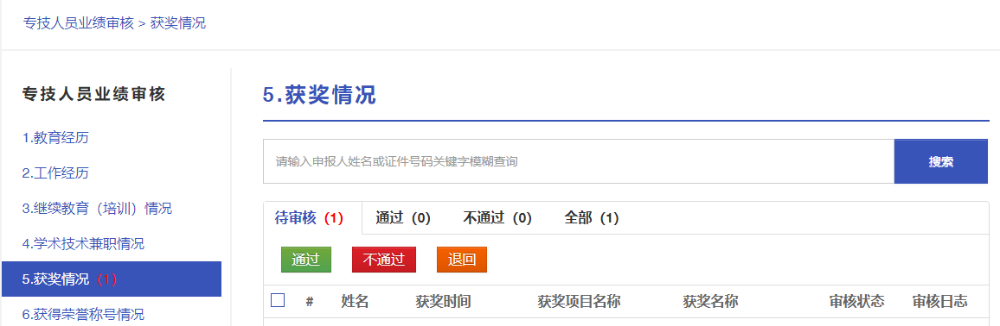 专技人员业绩审核 > 获奖情况
专技人员业绩审核
1.教育经历
2.工作经历
3.继续教育（培训）情况
4.学术技术兼职情况
5.获奖情况（1）
6.获得荣誉称号情况
5.获奖情况
请输入申报人姓名或证件号码关键字模糊查询 搜索
待审核（1） 通过（0） 不通过（0） 全部（1）
通过 不通过 退回
# 姓名 获奖时间 获奖项目名称 获奖名称 审核状态 审核日志